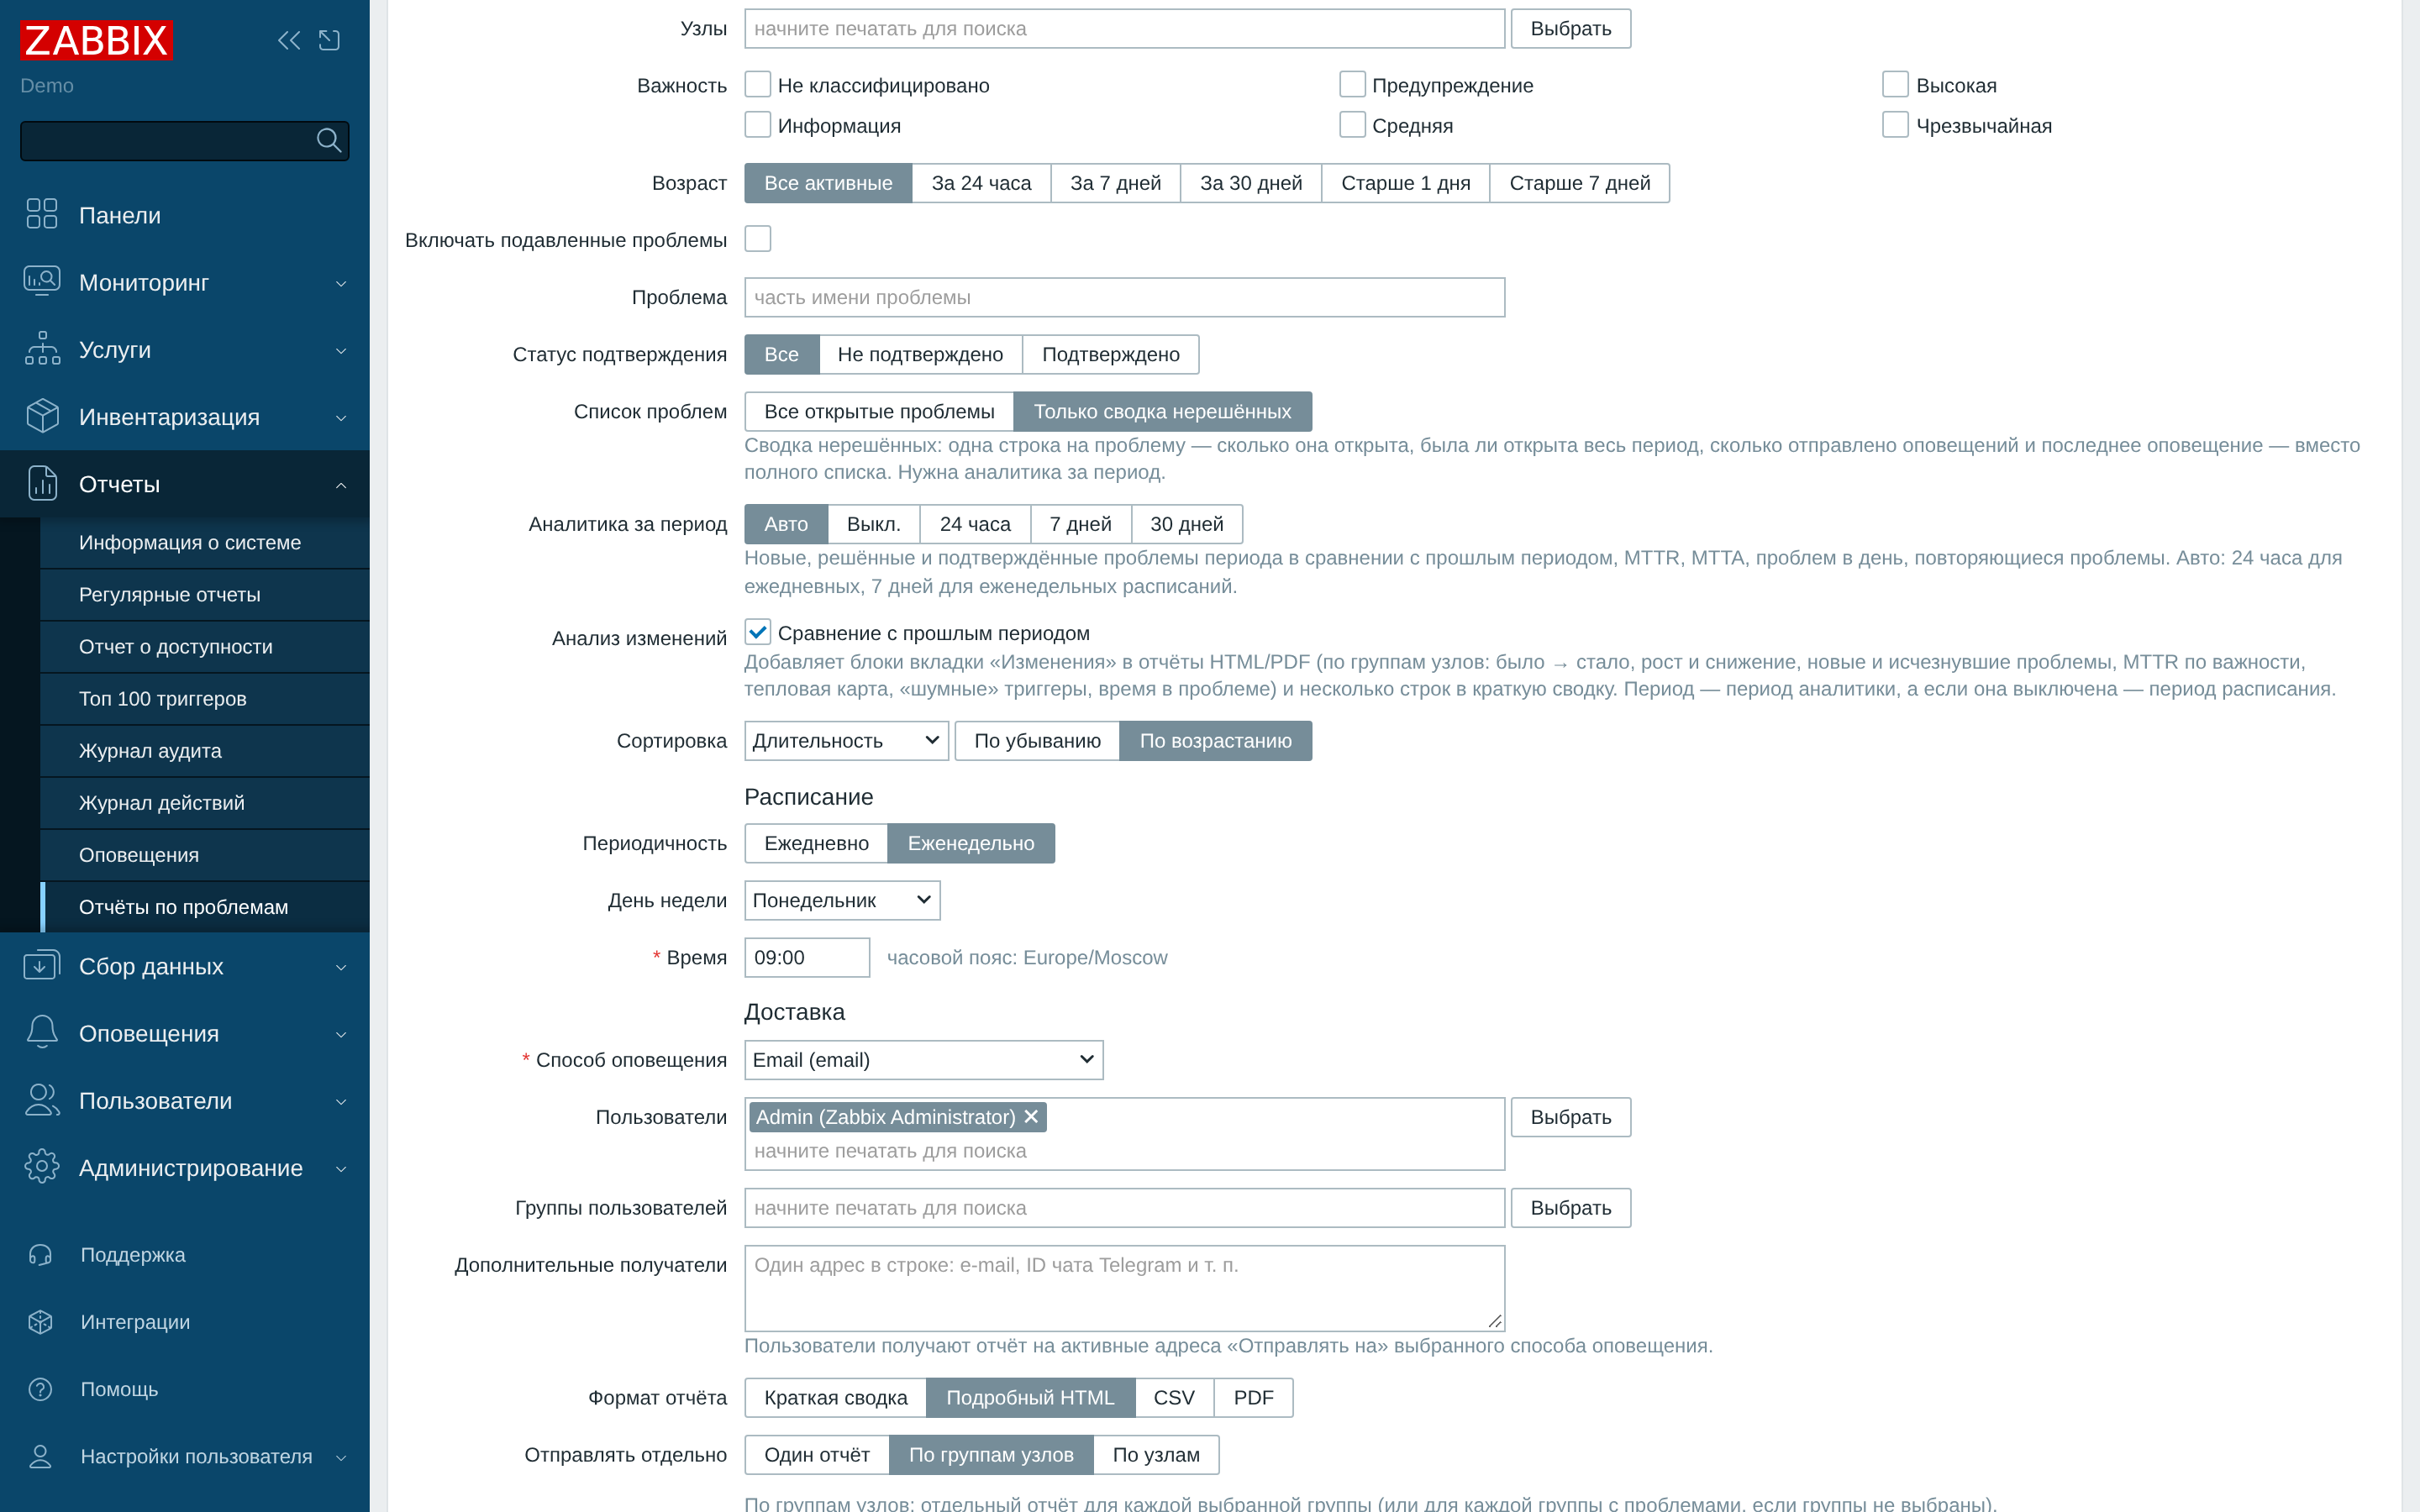 ZABBIX
Demo
Панели
Мониторинг
Услуги
Инвентаризация
Отчеты
Информация о системе
Регулярные отчеты
Отчет о доступности
Топ 100 триггеров
Журнал аудита
Журнал действий
Оповещения
Отчёты по проблемам
Сбор данных
Оповещения
Пользователи
Администрирование
Поддержка
Интеграции
Помощь
Настройки пользователя
Узлы начните печатать для поиска Выбрать
Важность Не классифицировано Предупреждение Высокая
Информация Средняя Чрезвычайная
Возраст Все активные За 24 часа За 7 дней За 30 дней Старше 1 дня Старше 7 дней
Включать подавленные проблемы
Проблема часть имени проблемы
Статус подтверждения Все Не подтверждено Подтверждено
Список проблем Все открытые проблемы Только сводка нерешённых
Сводка нерешённых: одна строка на проблему — сколько она открыта, была ли открыта весь период, сколько отправлено оповещений и последнее оповещение — вместо
полного списка. Нужна аналитика за период.
Аналитика за период Авто Выкл. 24 часа 7 дней 30 дней
Новые, решённые и подтверждённые проблемы периода в сравнении с прошлым периодом, MTTR, MTTA, проблем в день, повторяющиеся проблемы. Авто: 24 часа для
ежедневных, 7 дней для еженедельных расписаний.
Анализ изменений Сравнение с прошлым периодом
Добавляет блоки вкладки «Изменения» в отчёты HTML/PDF (по группам узлов: было → стало, рост и снижение, новые и исчезнувшие проблемы, MTTR по важности,
тепловая карта, «шумные» триггеры, время в проблеме) и несколько строк в краткую сводку. Период — период аналитики, а если она выключена — период расписания.
Сортировка Длительность По убыванию По возрастанию
Расписание
Периодичность Ежедневно Еженедельно
День недели Понедельник
* Время 09:00 часовой пояс: Europe/Moscow
Доставка
* Способ оповещения Email (email)
Пользователи Admin (Zabbix Administrator) Выбрать
начните печатать для поиска
Группы пользователей начните печатать для поиска Выбрать
Дополнительные получатели Один адрес в строке: e-mail, ID чата Telegram и т. п.
Пользователи получают отчёт на активные адреса «Отправлять на» выбранного способа оповещения.
Формат отчёта Краткая сводка Подробный HTML CSV PDF
Отправлять отдельно Один отчёт По группам узлов По узлам
По группам узлов: отдельный отчёт для каждой выбранной группы (или для каждой группы с проблемами, если группы не выбраны).